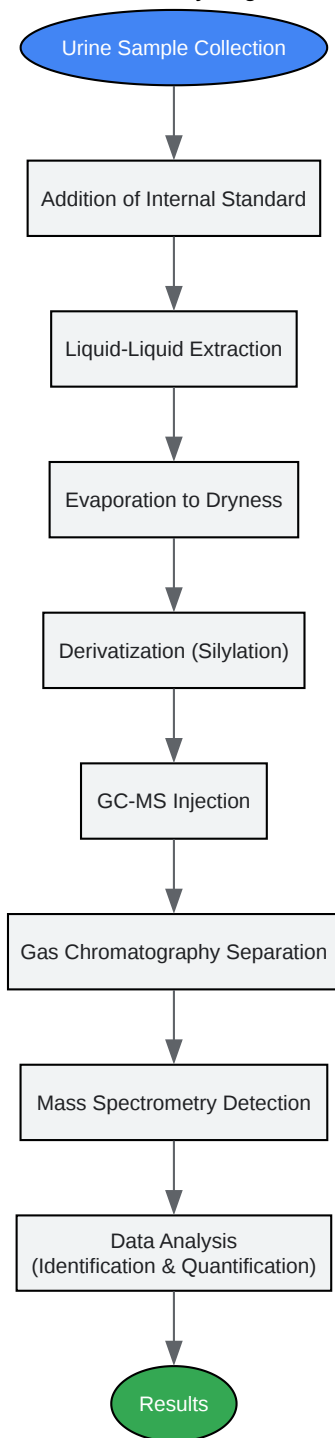 Urine Sample Collection
Addition of Internal Standard
Liquid-Liquid Extraction
Evaporation to Dryness
Derivatization (Silylation)
GC-MS Injection
Gas Chromatography Separation
Mass Spectrometry Detection
Data Analysis
(Identification & Quantification)
Results